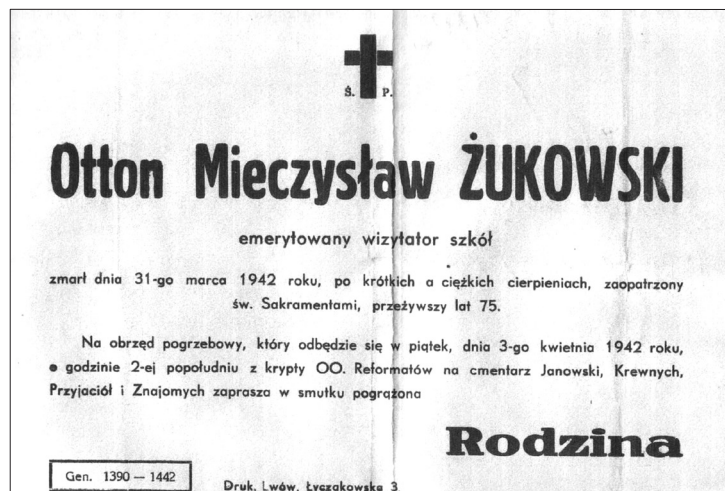 Ś. P.
Otton Mieczysław ŻUKOWSKI
emerytowany wizytator szkół
zmarł dnia 31-go marca 1942 roku, po krótkich a ciężkich cierpieniach, zaopatrzony
św. Sakramentami, przeżywszy lat 75.
Na obrzęd pogrzebowy, który odbędzie się w piątek, dnia 3-go kwietnia 1942 roku,
o godzinie 2-ej popołudniu z krypty OO. Reformatów na cmentarz Janowski, Krewnych,
Przyjaciół i Znajomych zaprasza w smutku pogrążona
Rodzina
Gen. 1390 — 1442
Druk. Lwów, Łyczakowska 3